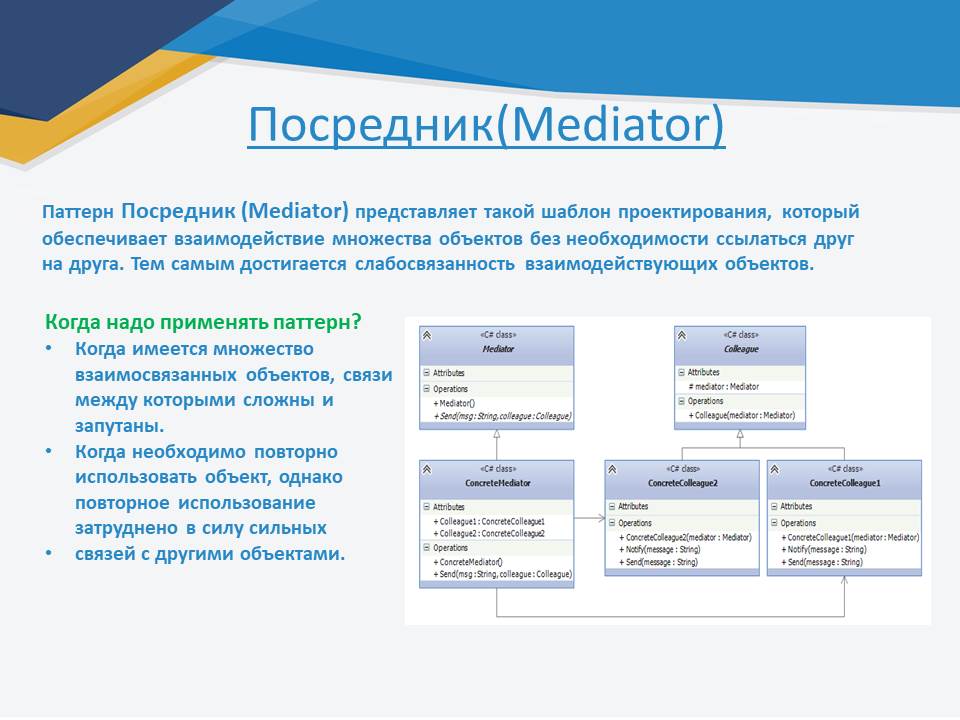 Посредник(Mediator)
Паттерн Посредник (Mediator) представляет такой шаблон проектирования, который
обеспечивает взаимодействие множества объектов без необходимости ссылаться друг
на друга. Тем самым достигается слабосвязанность взаимодействующих объектов.
Когда надо применять паттерн?
• Когда имеется множество
взаимосвязанных объектов, связи
между которыми сложны и
запутаны.
• Когда необходимо повторно
использовать объект, однако
повторное использование
затруднено в силу сильных
• связей с другими объектами.
«C# class»
Mediator
Attributes
Operations
+ Mediator()
+ Send(msg : String,colleague : Colleague)
«C# class»
Colleague
Attributes
# mediator : Mediator
Operations
+ Colleague(mediator : Mediator)
«C# class»
ConcreteMediator
Attributes
+ Colleague1 : ConcreteColleague1
+ Colleague2 : ConcreteColleague2
Operations
+ ConcreteMediator()
+ Send(msg :String,colleague : Colleague)
«C# class»
ConcreteColleague2
Attributes
Operations
+ ConcreteColleague2(mediator : Mediator)
+ Notify(message : String)
+ Send(message : String)
«C# class»
ConcreteColleague1
Attributes
Operations
+ ConcreteColleague1(mediator : Mediator)
+ Notify(message : String)
+ Send(message : String)